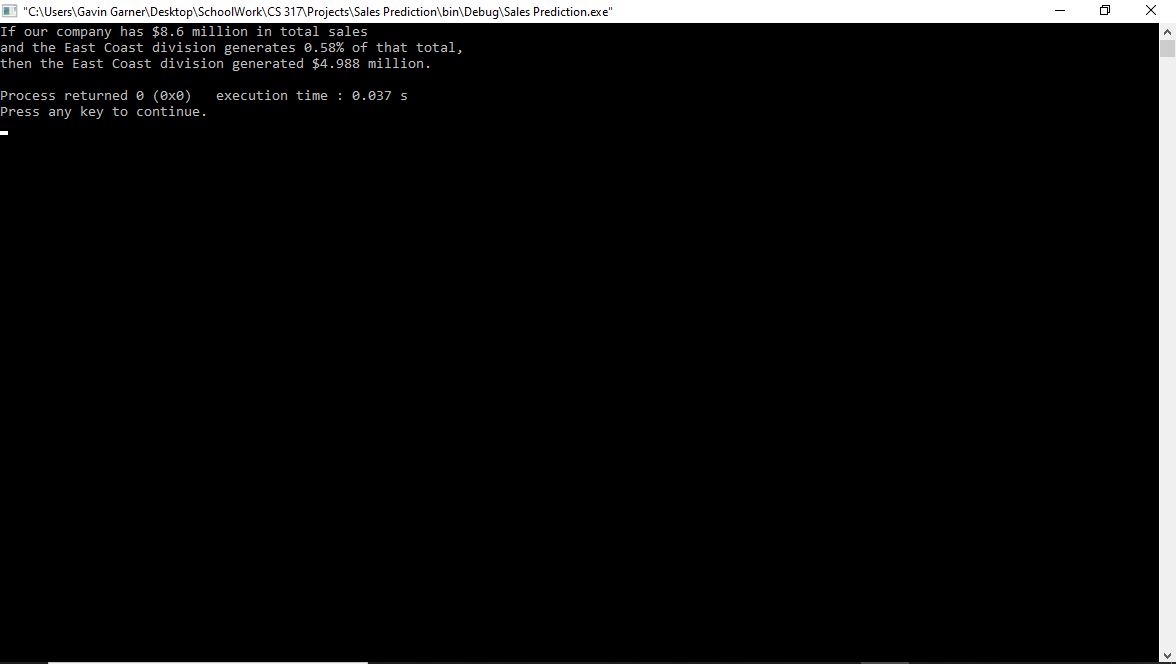 "C:\Users\Gavin Garner\Desktop\SchoolWork\CS 317\Projects\Sales Prediction\bin\Debug\Sales Prediction.exe"
If our company has $8.6 million in total sales
and the East Coast division generates 0.58% of that total,
then the East Coast division generated $4.988 million.
Process returned 0 (0x0)   execution time : 0.037 s
Press any key to continue.